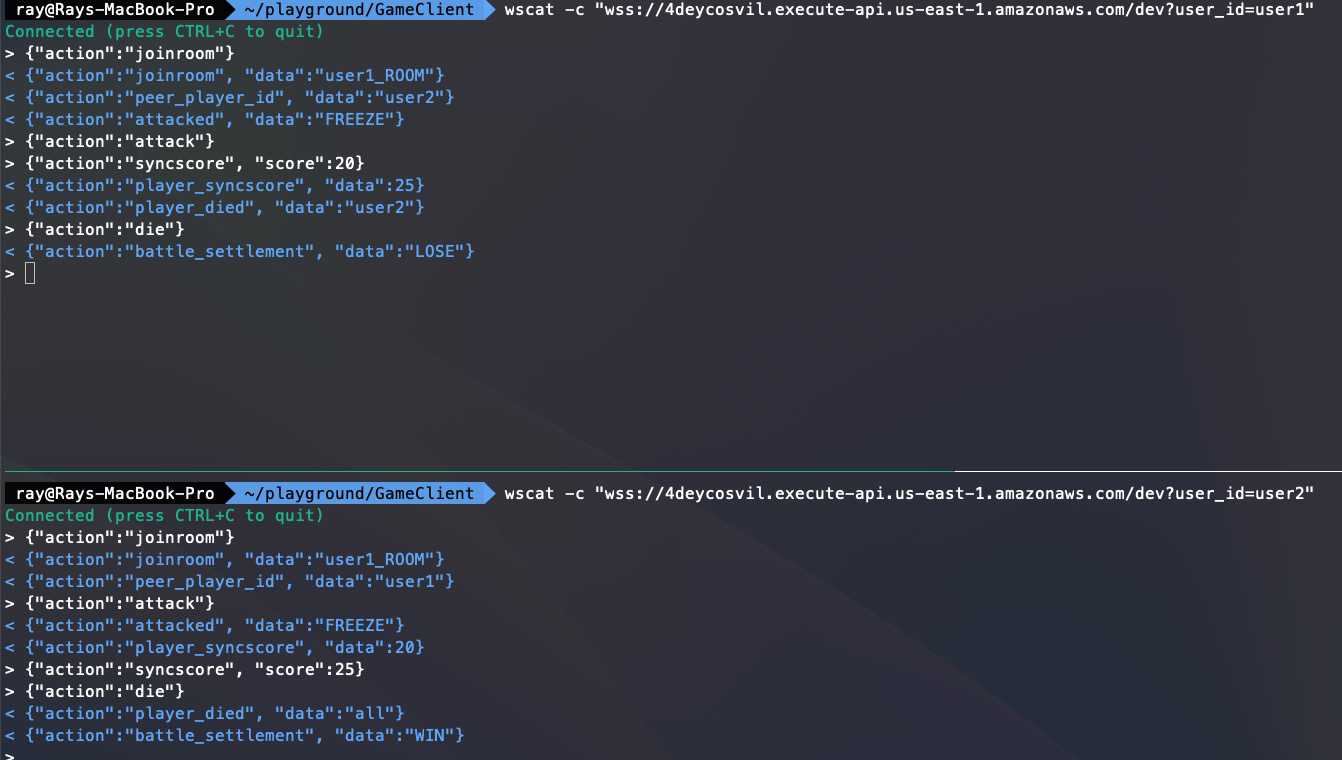 ray@Rays-MacBook-Pro ~/playground/GameClient wscat -c "wss://4deycosvil.execute-api.us-east-1.amazonaws.com/dev?user_id=user1"
Connected (press CTRL+C to quit)
> {"action":"joinroom"}
< {"action":"joinroom", "data":"user1_ROOM"}
< {"action":"peer_player_id", "data":"user2"}
< {"action":"attacked", "data":"FREEZE"}
> {"action":"attack"}
> {"action":"syncscore", "score":20}
< {"action":"player_syncscore", "data":25}
< {"action":"player_died", "data":"user2"}
> {"action":"die"}
< {"action":"battle_settlement", "data":"LOSE"}
>
ray@Rays-MacBook-Pro ~/playground/GameClient wscat -c "wss://4deycosvil.execute-api.us-east-1.amazonaws.com/dev?user_id=user2"
Connected (press CTRL+C to quit)
> {"action":"joinroom"}
< {"action":"joinroom", "data":"user1_ROOM"}
< {"action":"peer_player_id", "data":"user1"}
> {"action":"attack"}
< {"action":"attacked", "data":"FREEZE"}
< {"action":"player_syncscore", "data":20}
> {"action":"syncscore", "score":25}
> {"action":"die"}
< {"action":"player_died", "data":"all"}
< {"action":"battle_settlement", "data":"WIN"}
>